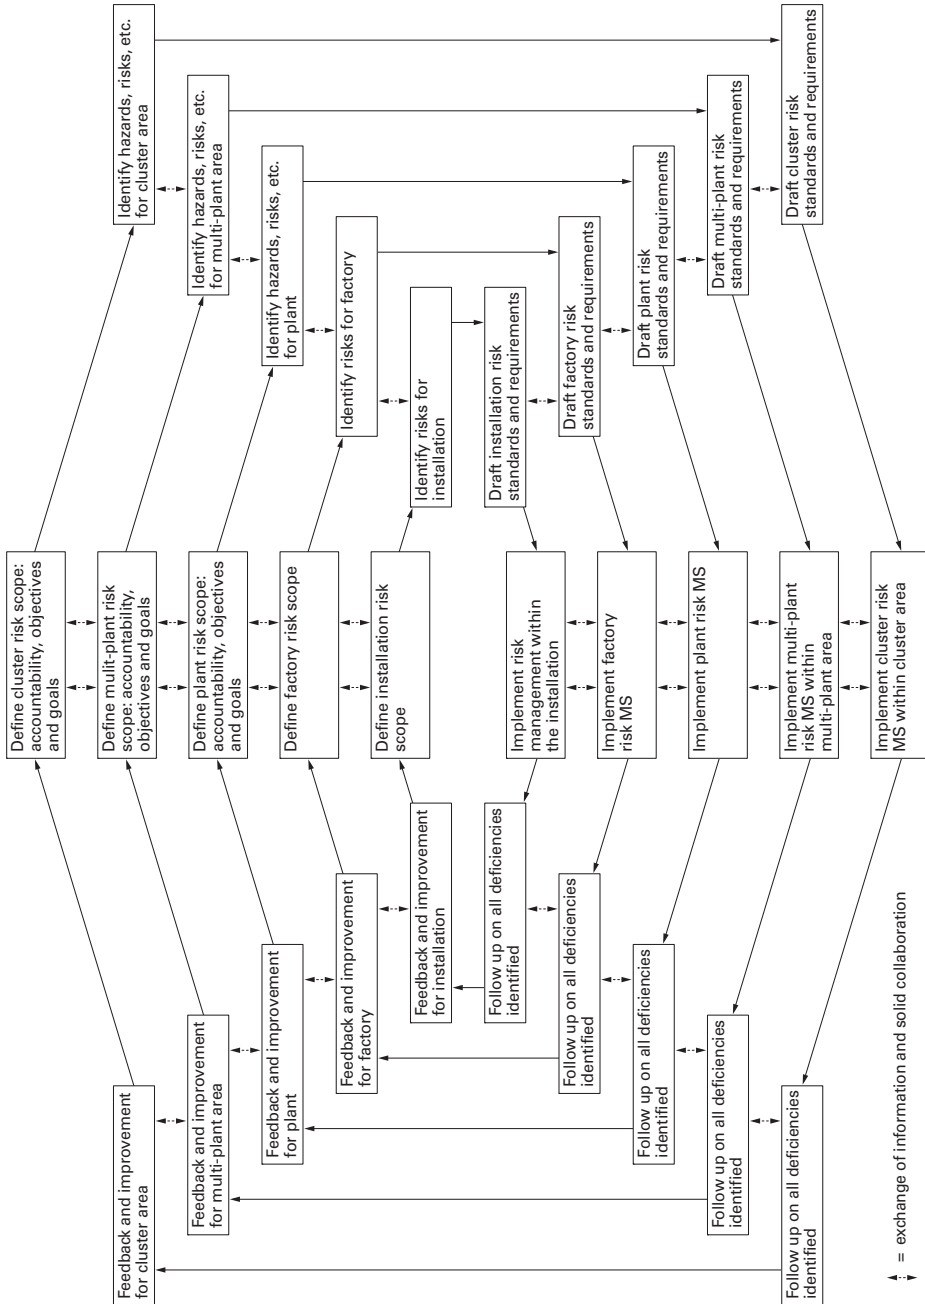 Define cluster risk scope:
accountability, objectives
and goals
Define mulit-plant risk
scope: accountability,
objectives and goals
Define plant risk scope:
accountability, objectives
and goals
Define factory risk scope
Define installation risk
scope
Identify hazards, risks, etc.
for cluster area
Identify hazards, risks, etc.
for multi-plant area
Identify hazards, risks, etc.
for plant
Identify risks for factory
Identify risks for
installation
Draft installation risk
standards and requirements
Draft factory risk
standards and requirements
Draft plant risk
standards and requirements
Draft multi-plant risk
standards and requirements
Draft cluster risk
standards and requirements
Implement risk
management within
the installation
Implement factory
risk MS
Implement plant risk MS
Implement multi-plant
risk MS within
multi-plant area
Implement cluster risk
MS within cluster area
Follow up on all deficiencies
identified
Follow up on all deficiencies
identified
Follow up on all deficiencies
identified
Follow up on all deficiencies
identified
Follow up on all deficiencies
identified
Feedback and improvement
for cluster area
Feedback and improvement
for multi-plant area
Feedback and improvement
for plant
Feedback and improvement
for factory
Feedback and improvement
for installation
= exchange of information and solid collaboration